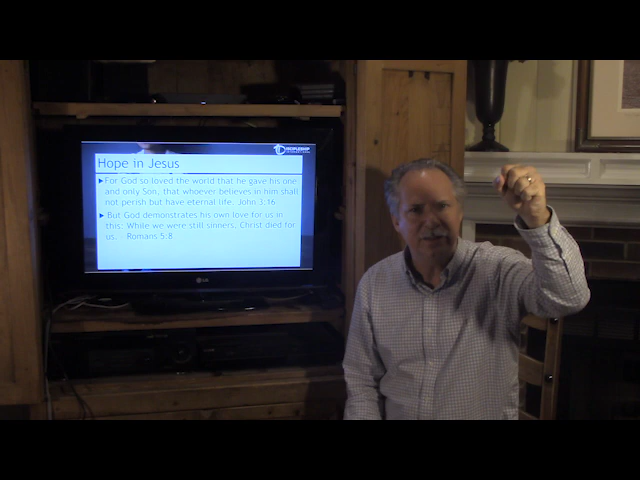 DISCIPLESHIP
Hope in Jesus
►For God so loved the world that he gave his one
and only Son, that whoever believes in him shall
not perish but have eternal life. John 3:16
► But God demonstrates his own love for us in
this: While we were still sinners, Christ died for
us. Romans 5:8
LG